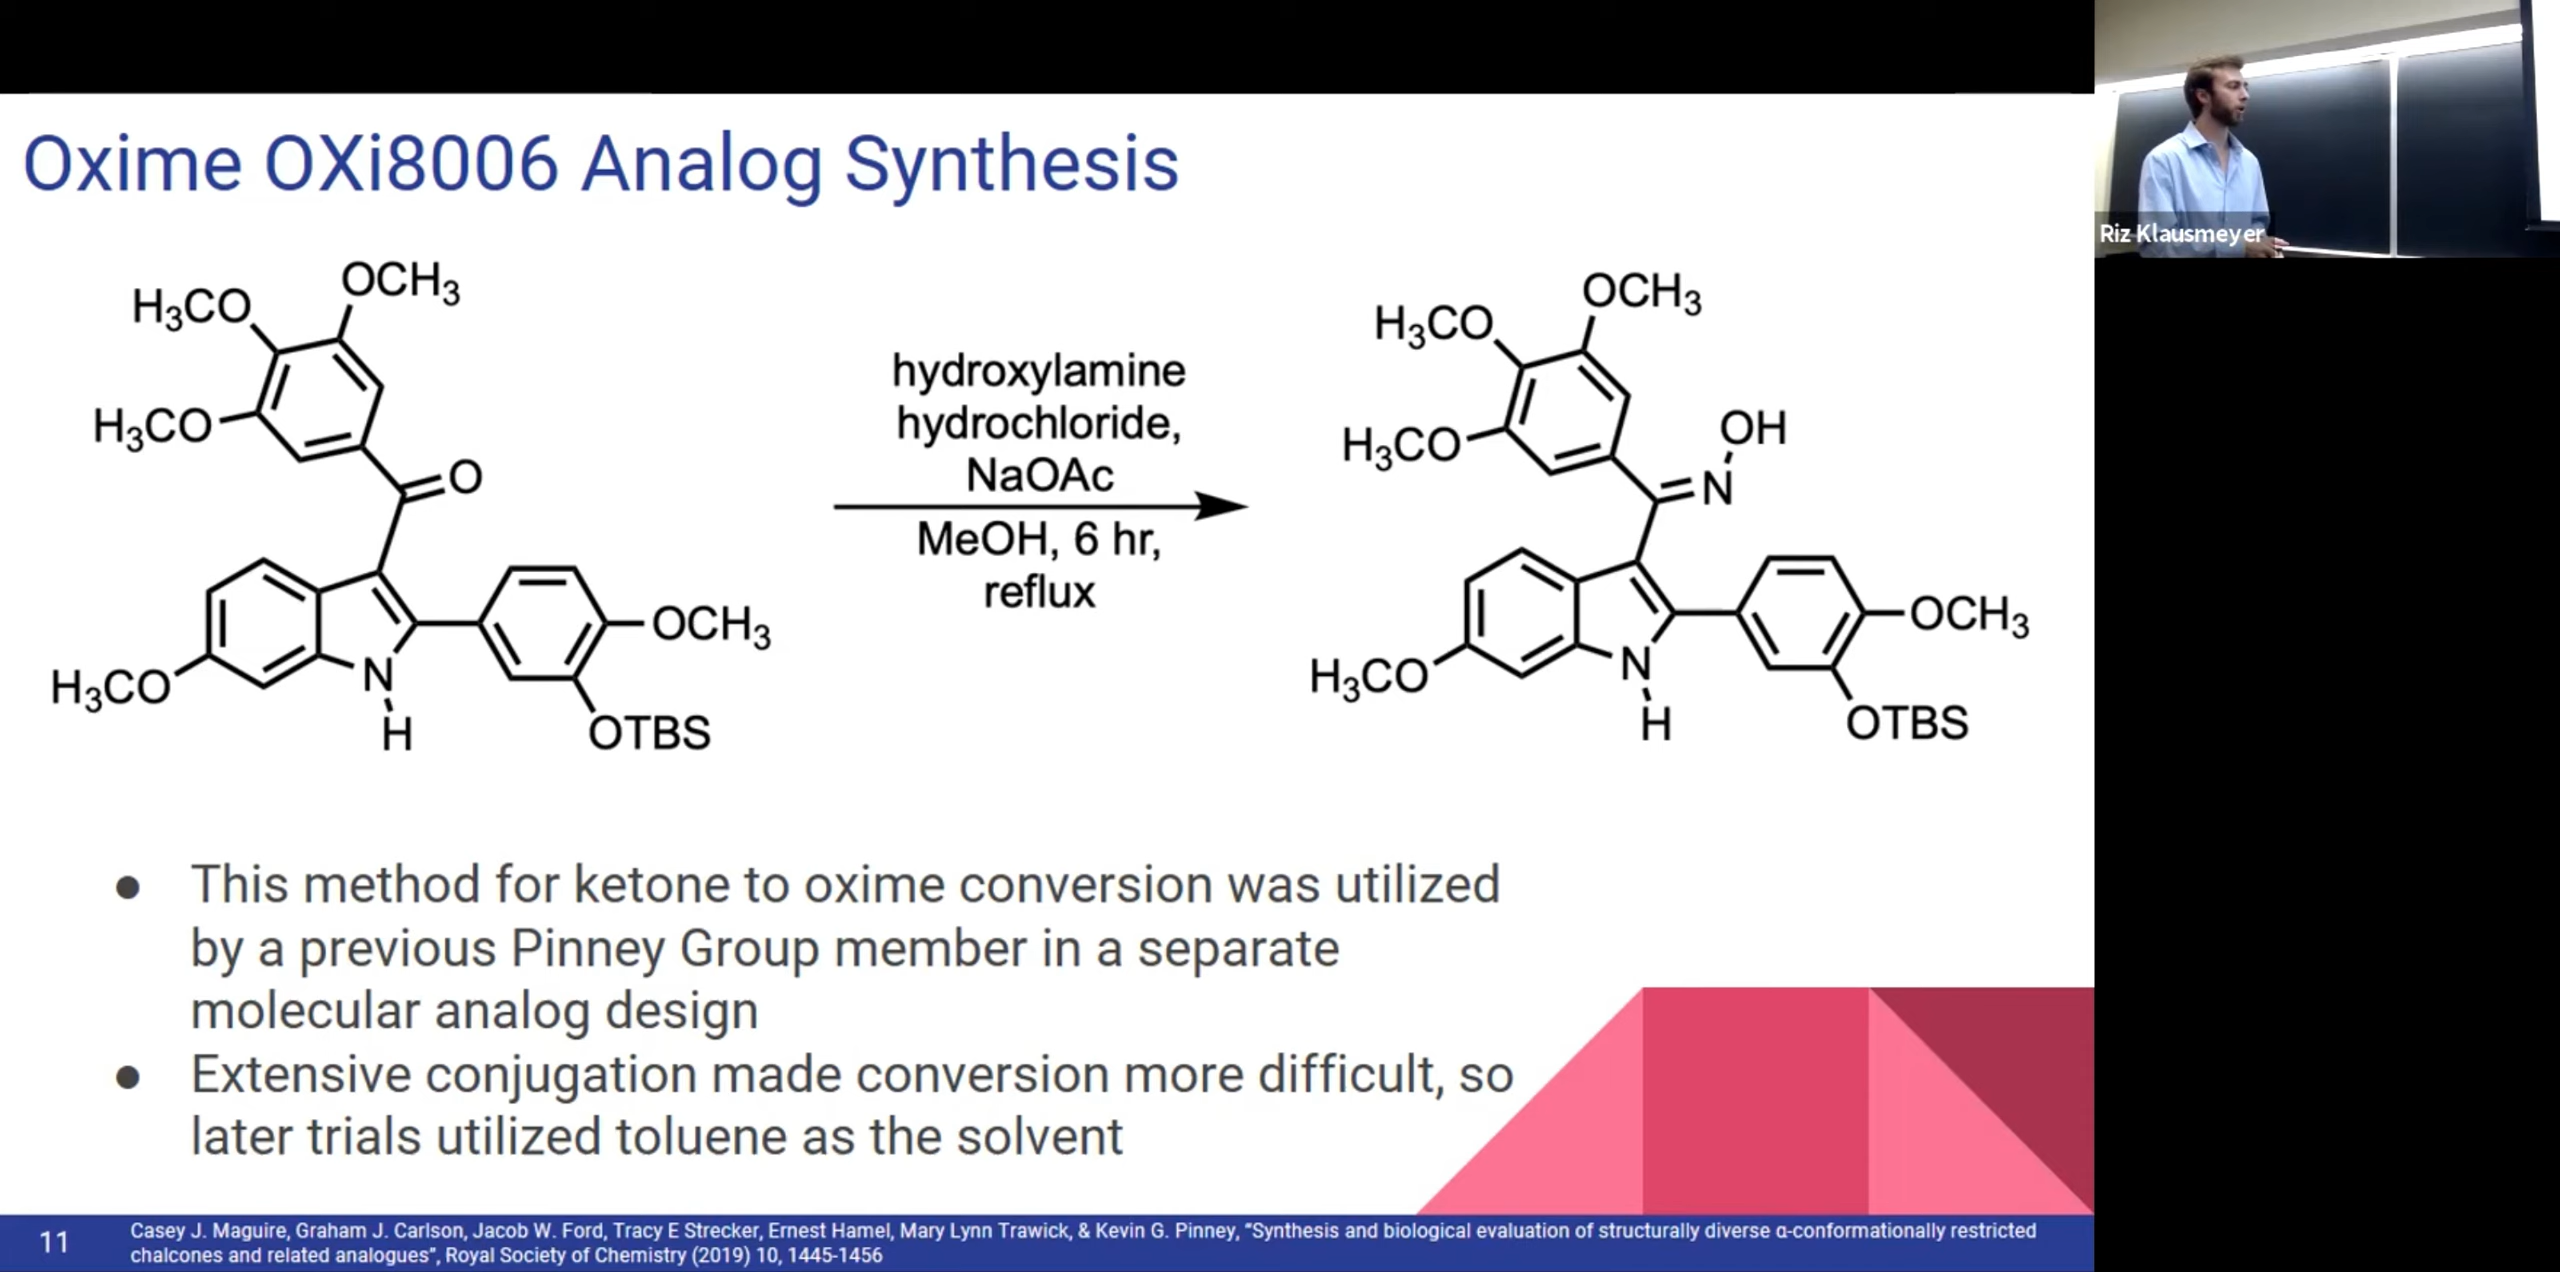 Oxime OXi8006 Analog Synthesis
Riz Klausmeyer
OCH₃
H₃CO
H₃CO
O
OCH₃
H₃CO
N
H
OTBS
hydroxylamine
hydrochloride,
NaOAc
MeOH, 6 hr,
reflux
OCH₃
H₃CO
OH
H₃CO
N
OCH₃
H₃CO
N
H
OTBS
● This method for ketone to oxime conversion was utilized
by a previous Pinney Group member in a separate
molecular analog design
● Extensive conjugation made conversion more difficult, so
later trials utilized toluene as the solvent
11
Casey J. Maguire, Graham J. Carlson, Jacob W. Ford, Tracy E Strecker, Ernest Hamel, Mary Lynn Trawick, & Kevin G. Pinney, "Synthesis and biological evaluation of structurally diverse α-conformationally restricted
chalcones and related analogues", Royal Society of Chemistry (2019) 10, 1445-1456